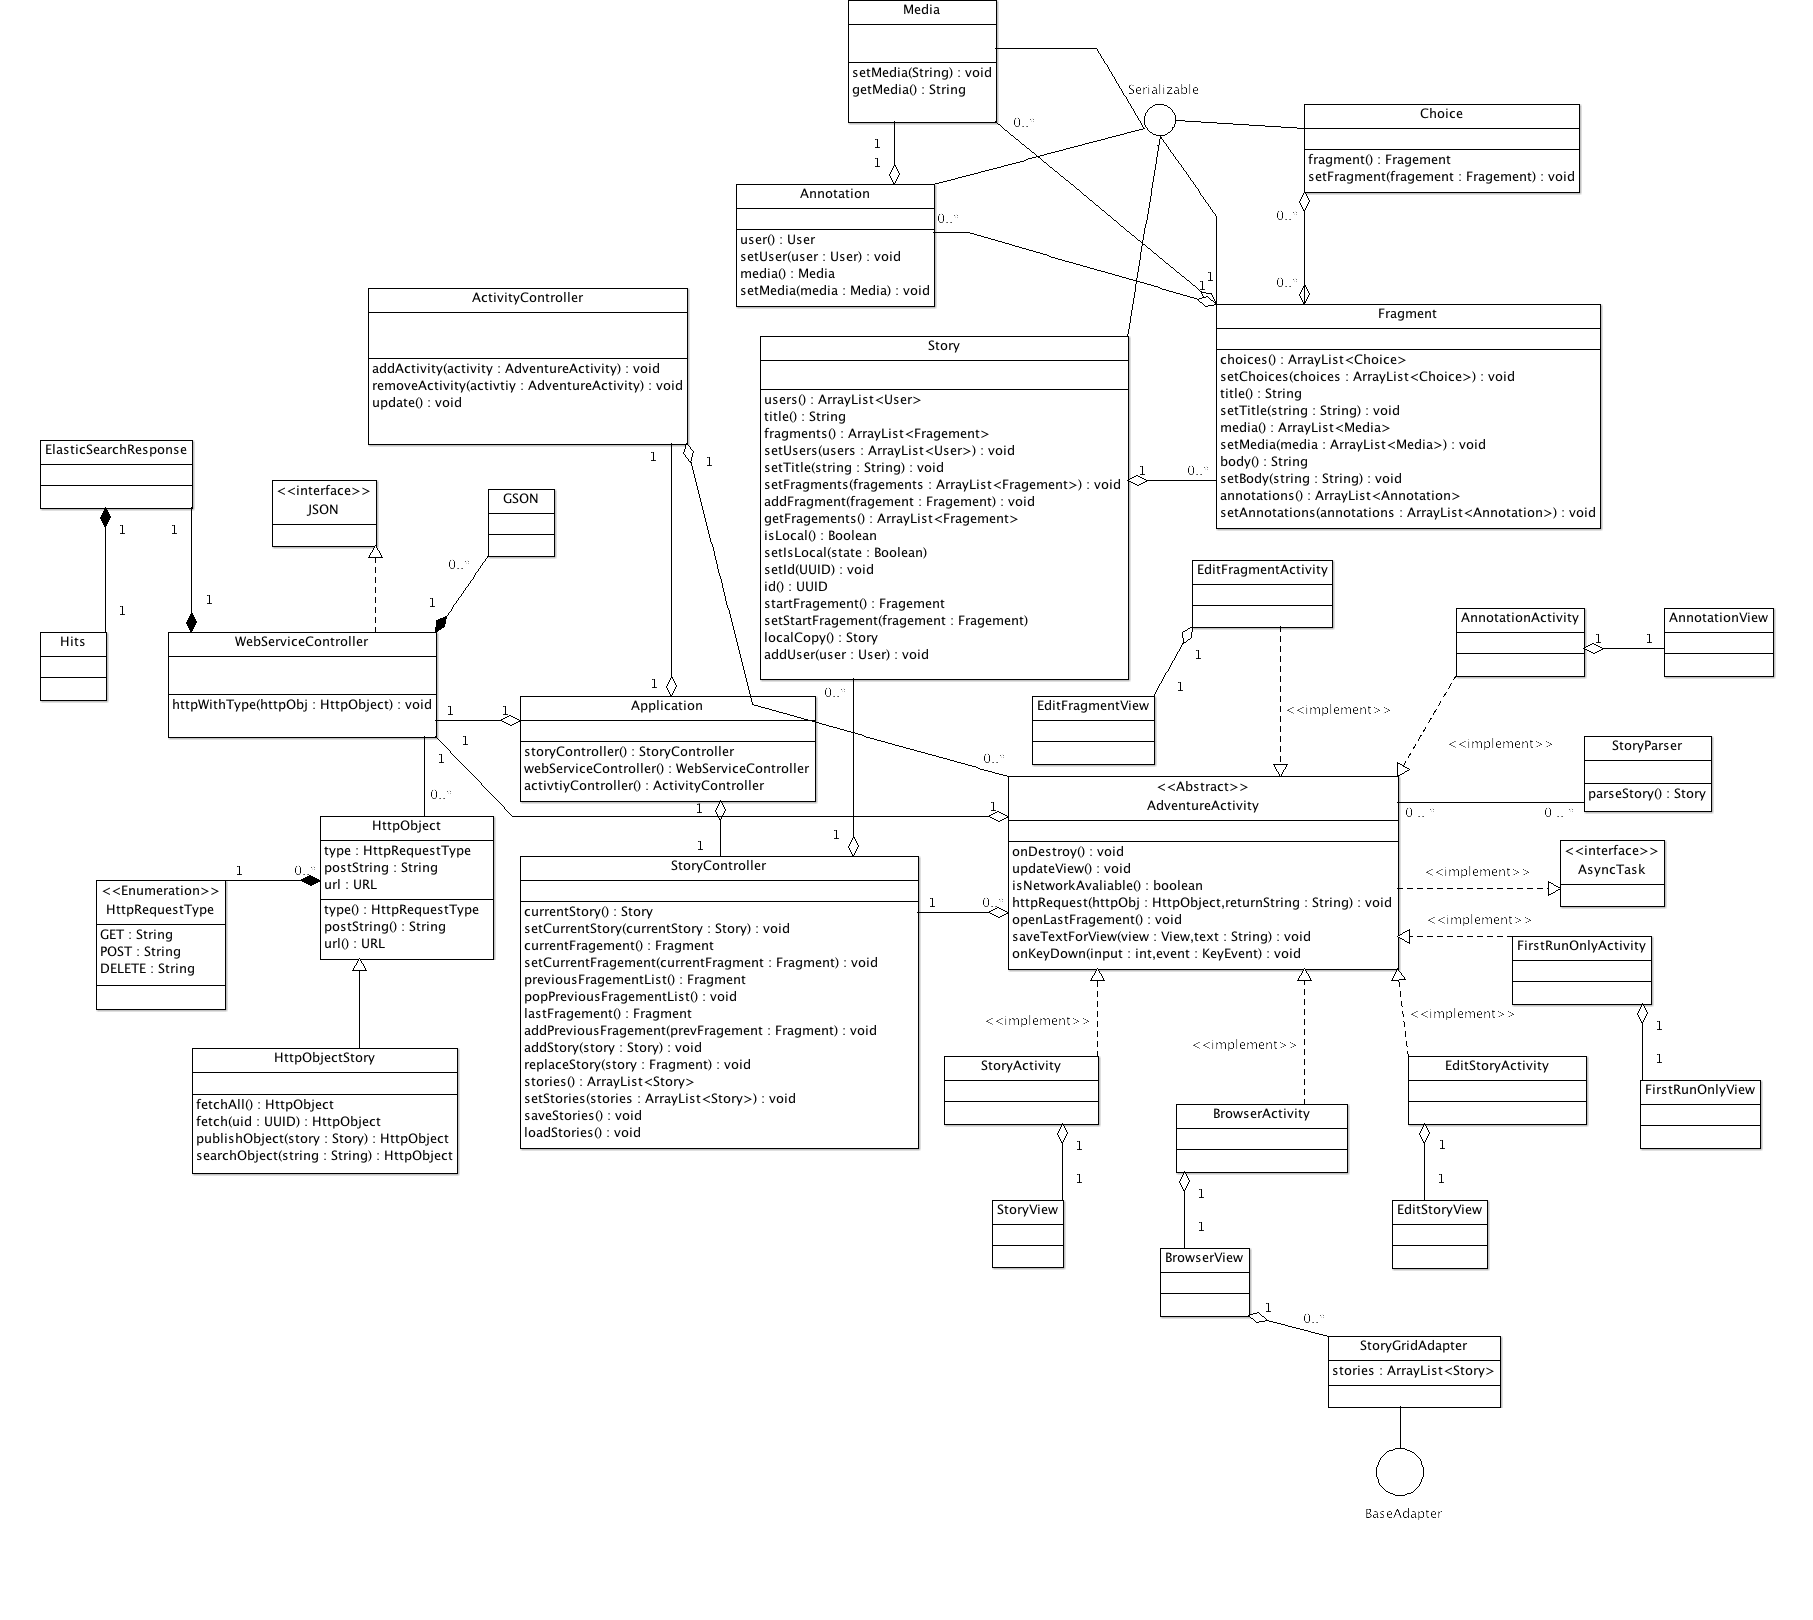 Media
setMedia(String) : void
getMedia() : String
Serializable
0..*
1
1
Choice
fragment() : Fragement
setFragment(fragement : Fragement) : void
0..*
0..*
Annotation
user() : User
setUser(user : User) : void
media() : Media
setMedia(media : Media) : void
0..*
1
1
ActivityController
addActivity(activity : AdventureActivity) : void
removeActivity(activtiy : AdventureActivity) : void
update() : void
1
1
Story
users() : ArrayList<User>
title() : String
fragments() : ArrayList<Fragement>
setUsers(users : ArrayList<User>) : void
setTitle(string : String) : void
setFragments(fragements : ArrayList<Fragement>) : void
addFragment(fragement : Fragement) : void
getFragements() : ArrayList<Fragement>
isLocal() : Boolean
setIsLocal(state : Boolean)
setId(UUID) : void
id() : UUID
startFragement() : Fragement
setStartFragement(fragement : Fragement)
localCopy() : Story
addUser(user : User) : void
1
0..*
0..*
Fragment
choices() : ArrayList<Choice>
setChoices(choices : ArrayList<Choice>) : void
title() : String
setTitle(string : String) : void
media() : ArrayList<Media>
setMedia(media : ArrayList<Media>) : void
body() : String
setBody(string : String) : void
annotations() : ArrayList<Annotation>
setAnnotations(annotations : ArrayList<Annotation>) : void
ElasticSearchResponse
1
1
1
1
<<interface>>
JSON
GSON
0..*
1
Hits
WebServiceController
httpWithType(httpObj : HttpObject) : void
1
1
1
1
0..*
Application
storyController() : StoryController
webServiceController() : WebServiceController
activtiyController() : ActivityController
1
1
1
EditFragmentActivity
1
1
EditFragmentView
<<implement>>
AnnotationActivity
1
1
AnnotationView
<<implement>>
StoryParser
parseStory() : Story
0..*
0..*
0..*
1
<<Abstract>>
AdventureActivity
onDestroy() : void
updateView() : void
isNetworkAvaliable() : boolean
httpRequest(httpObj : HttpObject,returnString : String) : void
openLastFragement() : void
saveTextForView(view : View,text : String) : void
onKeyDown(input : int,event : KeyEvent) : void
<<interface>>
AsyncTask
<<implement>>
<<implement>>
FirstRunOnlyActivity
1
1
FirstRunOnlyView
HttpObject
type : HttpRequestType
postString : String
url : URL
type() : HttpRequestType
postString() : String
url() : URL
1
0..*
<<Enumeration>>
HttpRequestType
GET : String
POST : String
DELETE : String
1
StoryController
currentStory() : Story
setCurrentStory(currentStory : Story) : void
currentFragement() : Fragment
setCurrentFragement(currentFragment : Fragment) : void
previousFragementList() : Fragment
popPreviousFragementList() : void
lastFragement() : Fragment
addPreviousFragement(prevFragement : Fragment) : void
addStory(story : Story) : void
replaceStory(story : Fragment) : void
stories() : ArrayList<Story>
setStories(stories : ArrayList<Story>) : void
saveStories() : void
loadStories() : void
1
0..*
HttpObjectStory
fetchAll() : HttpObject
fetch(uid : UUID) : HttpObject
publishObject(story : Story) : HttpObject
searchObject(string : String) : HttpObject
<<implement>>
<<implement>>
<<implement>>
StoryActivity
1
1
StoryView
BrowserActivity
1
1
BrowserView
EditStoryActivity
1
1
EditStoryView
1
0..*
StoryGridAdapter
stories : ArrayList<Story>
BaseAdapter